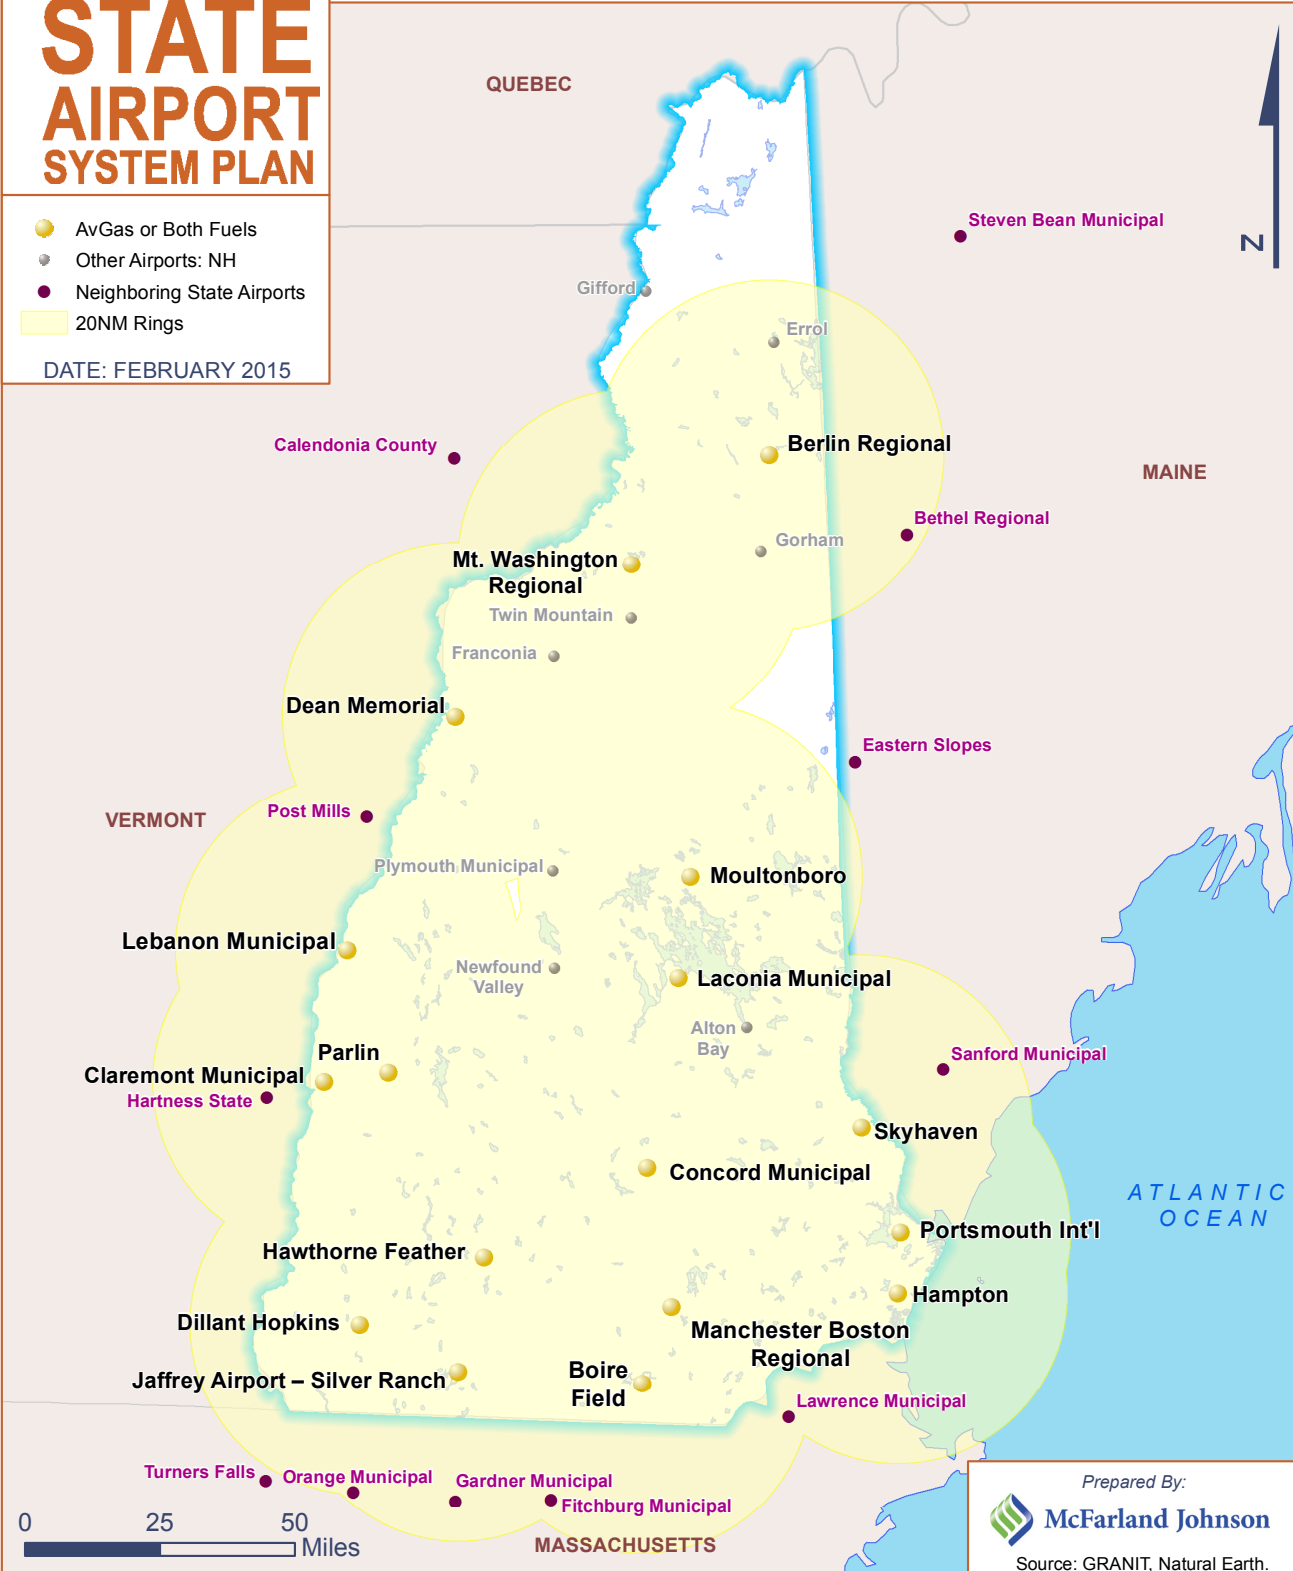 STATE
AIRPORT
SYSTEM PLAN
AvGas or Both Fuels
Other Airports: NH
Neighboring State Airports
20NM Rings
DATE: FEBRUARY 2015
QUEBEC
Z
Steven Bean Municipal
Gifford
Errol
Calendonia County
Berlin Regional
MAINE
Bethel Regional
Gorham
Mt. Washington
Regional
Twin Mountain
Franconia
Dean Memorial
Eastern Slopes
Post Mills
VERMONT
Plymouth Municipal
Moultonboro
Lebanon Municipal
Newfound
Valley
Laconia Municipal
Alton
Bay
Parlin
Sanford Municipal
Claremont Municipal
Hartness State
Skyhaven
Concord Municipal
ATLANTIC
OCEAN
Portsmouth Int'l
Hawthorne Feather
Hampton
Dillant Hopkins
Manchester Boston
Regional
Boire
Field
Jaffrey Airport – Silver Ranch
Lawrence Municipal
Turners Falls
Orange Municipal
Gardner Municipal
Fitchburg Municipal
MASSACHUSETTS
0 25 50
Miles
Prepared By:
McFarland Johnson
Source: GRANIT, Natural Earth.